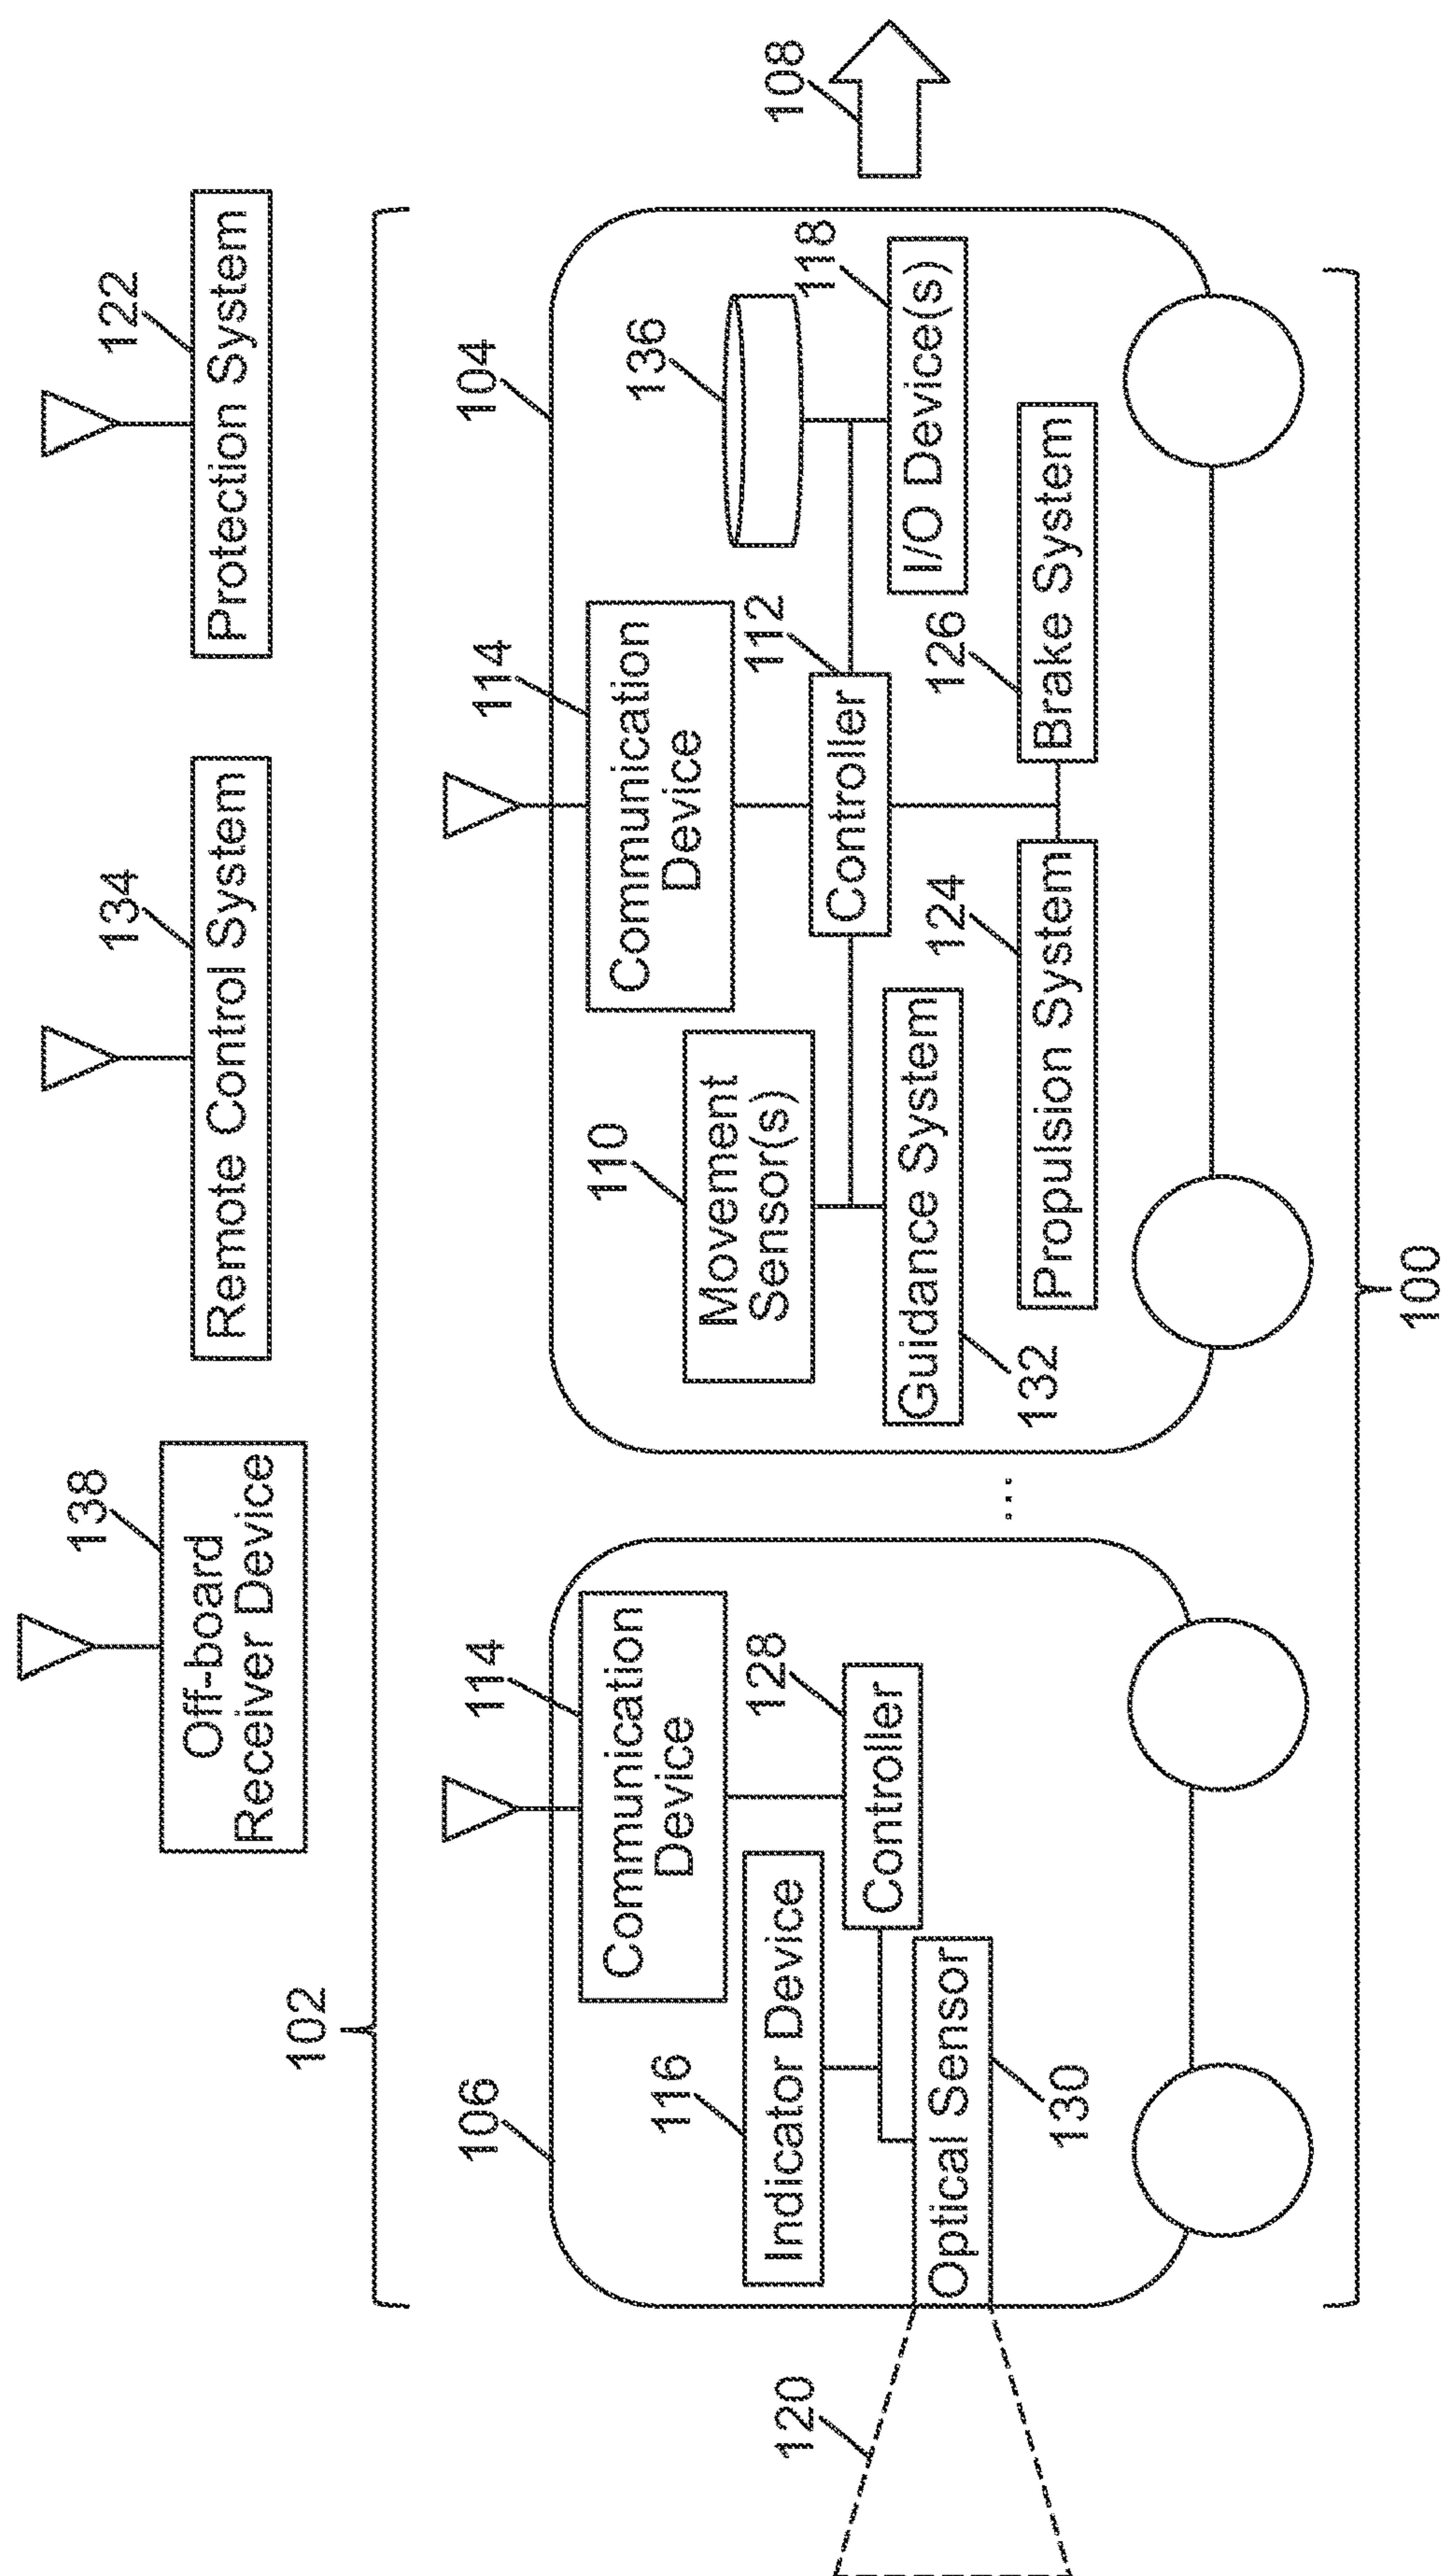 138
134
122
Off-board
Receiver Device
Remote Control System
Protection System
102
106
114
114
104
108
Communication
Device
Communication
Device
110
136
116
128
112
118
Movement
Sensor(s)
Indicator Device
Controller
Controller
120
Optical Sensor
Guidance System
I/O Device(s)
130
132
124
126
Propulsion System
Brake System
...
100